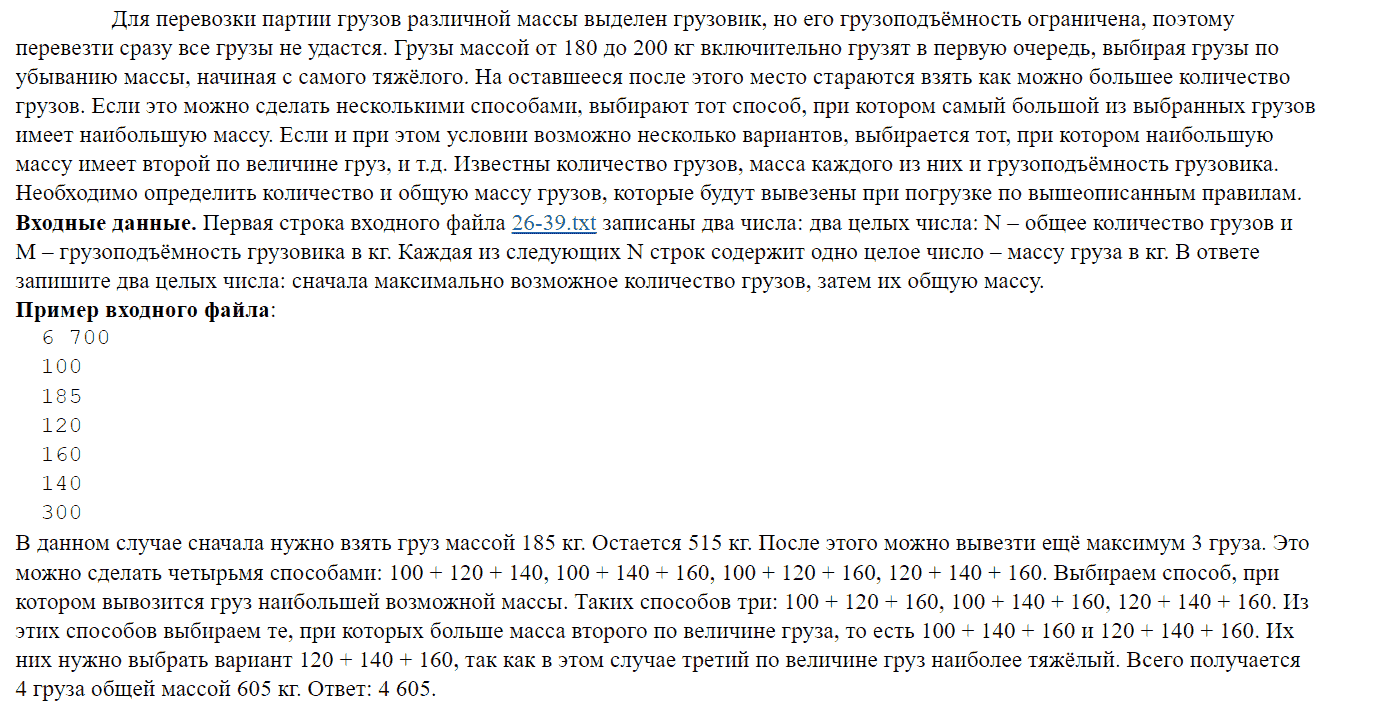 Для перевозки партии грузов различной массы выделен грузовик, но его грузоподъёмность ограничена, поэтому
перевезти сразу все грузы не удастся. Грузы массой от 180 до 200 кг включительно грузят в первую очередь, выбирая грузы по
убыванию массы, начиная с самого тяжёлого. На оставшееся после этого место стараются взять как можно большее количество
грузов. Если это можно сделать несколькими способами, выбирают тот способ, при котором самый большой из выбранных грузов
имеет наибольшую массу. Если и при этом условии возможно несколько вариантов, выбирается тот, при котором наибольшую
массу имеет второй по величине груз, и т.д. Известны количество грузов, масса каждого из них и грузоподъёмность грузовика.
Необходимо определить количество и общую массу грузов, которые будут вывезены при погрузке по вышеописанным правилам.
Входные данные. Первая строка входного файла 26-39.txt записаны два числа: два целых числа: N – общее количество грузов и
M – грузоподъёмность грузовика в кг. Каждая из следующих N строк содержит одно целое число – массу груза в кг. В ответе
запишите два целых числа: сначала максимально возможное количество грузов, затем их общую массу.
Пример входного файла:
6 700
100
185
120
160
140
300
В данном случае сначала нужно взять груз массой 185 кг. Остается 515 кг. После этого можно вывезти ещё максимум 3 груза. Это
можно сделать четырьмя способами: 100 + 120 + 140, 100 + 140 + 160, 100 + 120 + 160, 120 + 140 + 160. Выбираем способ, при
котором вывозится груз наибольшей возможной массы. Таких способов три: 100 + 120 + 160, 100 + 140 + 160, 120 + 140 + 160. Из
этих способов выбираем те, при которых больше масса второго по величине груза, то есть 100 + 140 + 160 и 120 + 140 + 160. Их
них нужно выбрать вариант 120 + 140 + 160, так как в этом случае третий по величине груз наиболее тяжёлый. Всего получается
4 груза общей массой 605 кг. Ответ: 4 605.